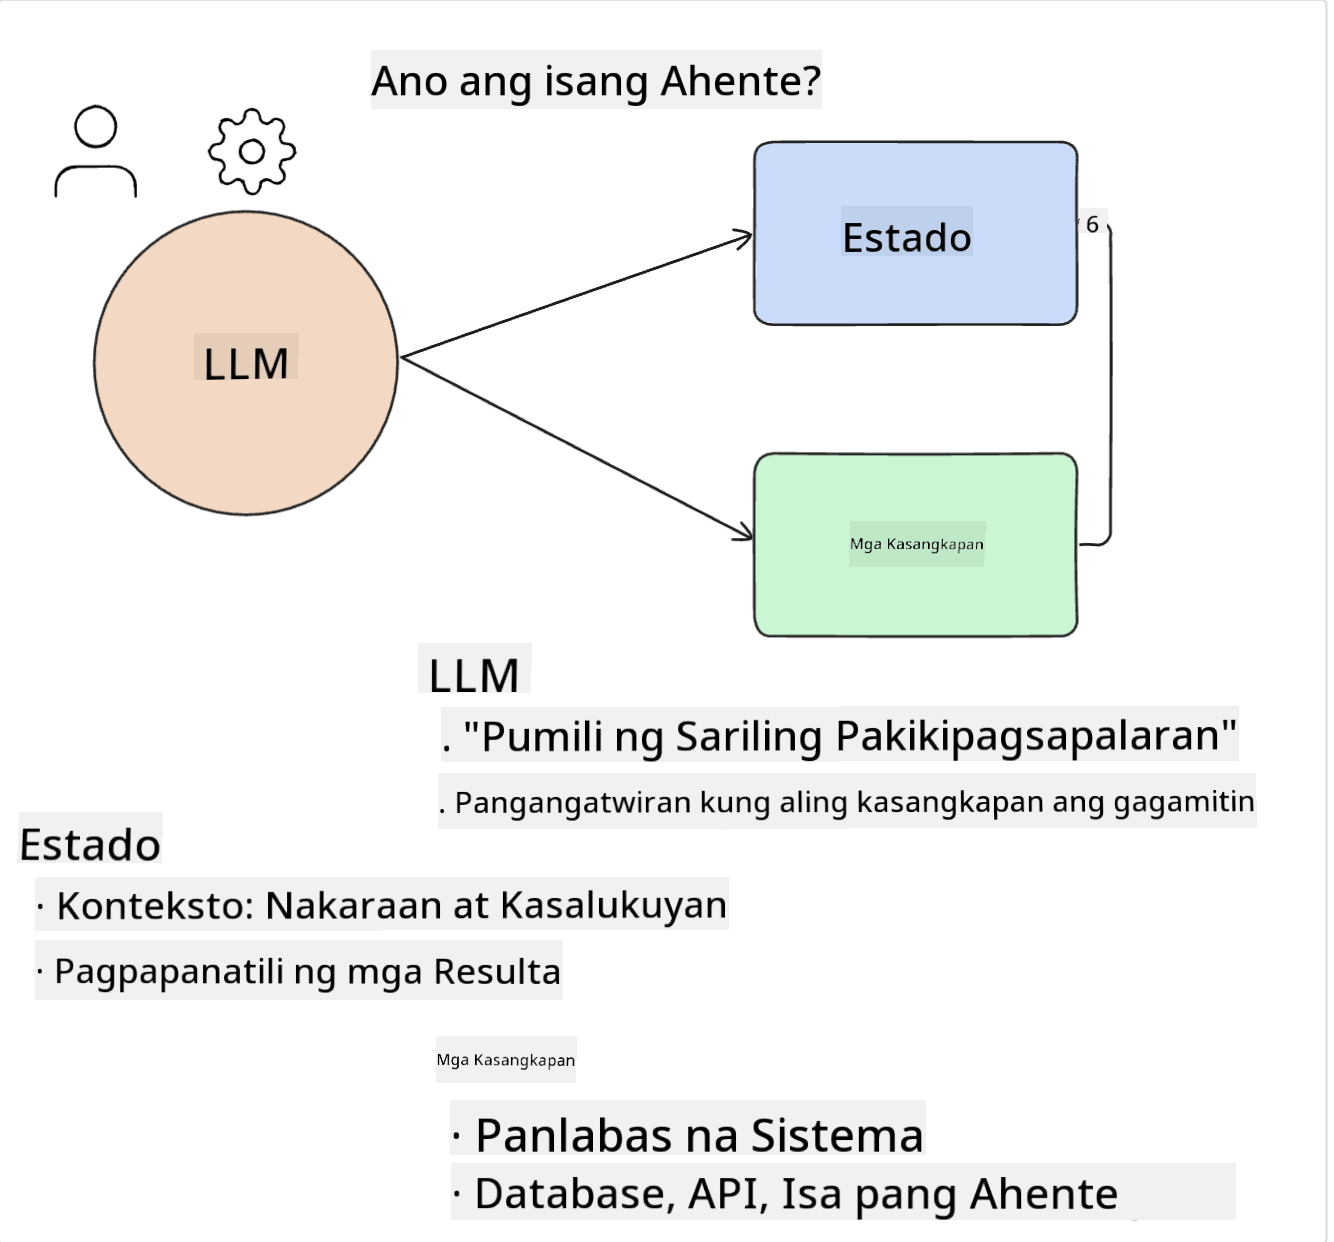 Ano ang isang Ahente?
Estado
6
LLM
Mga Kasangkapan
LLM
. "Pumili ng Sariling Pakikipagsapalaran"
. Pangangatwiran kung aling kasangkapan ang gagamitin
Estado
· Konteksto: Nakaraan at Kasalukuyan
· Pagpapanatili ng mga Resulta
Mga Kasangkapan
· Panlabas na Sistema
· Database, API, Isa pang Ahente